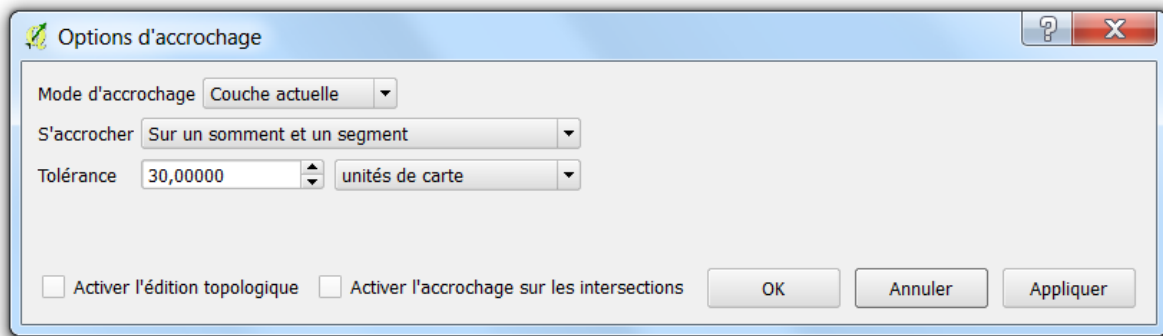 Options d'accrochage
Mode d'accrochage Couche actuelle
S'accrocher Sur un somment et un segment
Tolérance 30,00000 unités de carte
Activer l'édition topologique Activer l'accrochage sur les intersections OK Annuler Appliquer